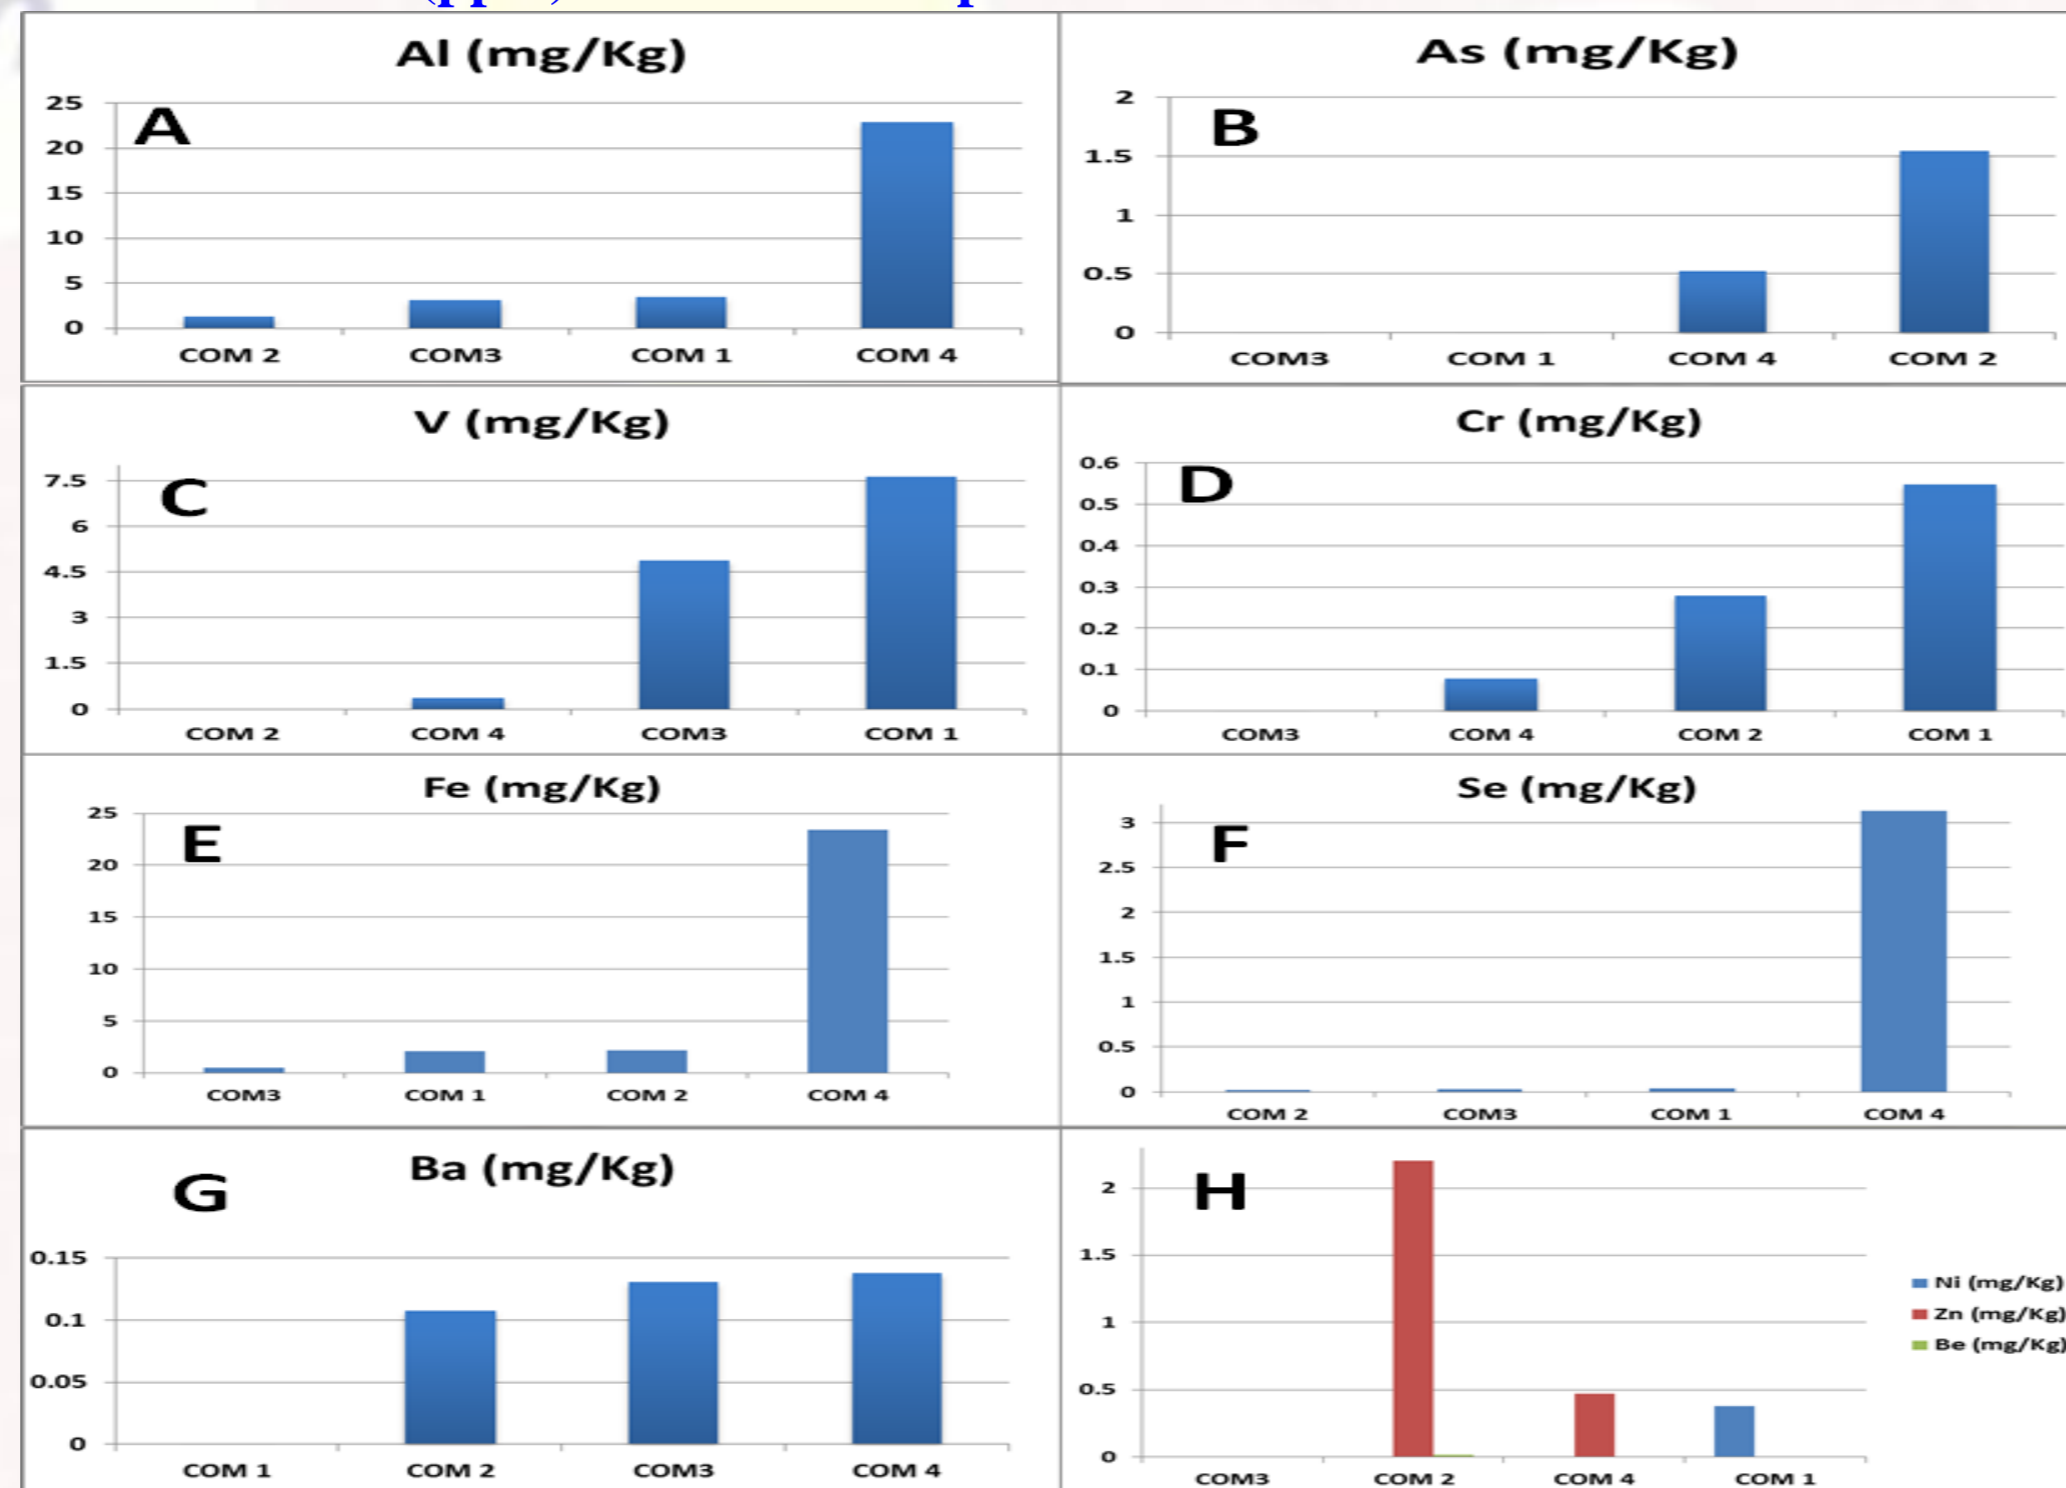 Al (mg/Kg)
A
25
20
15
10
5
0
COM 2 COM3 COM 1 COM 4
As (mg/Kg)
B
2
1.5
1
0.5
0
COM3 COM 1 COM 4 COM 2
V (mg/Kg)
C
7.5
6
4.5
3
1.5
0
COM 2 COM 4 COM3 COM 1
Cr (mg/Kg)
D
0.6
0.5
0.4
0.3
0.2
0.1
0
COM3 COM 4 COM 2 COM 1
Fe (mg/Kg)
E
25
20
15
10
5
0
COM3 COM 1 COM 2 COM 4
Se (mg/Kg)
F
3
2.5
2
1.5
1
0.5
0
COM 2 COM3 COM 1 COM 4
Ba (mg/Kg)
G
0.15
0.1
0.05
0
COM 1 COM 2 COM3 COM 4
H
2
1.5
1
0.5
0
COM3 COM 2 COM 4 COM 1
Ni (mg/Kg)
Zn (mg/Kg)
Be (mg/Kg)